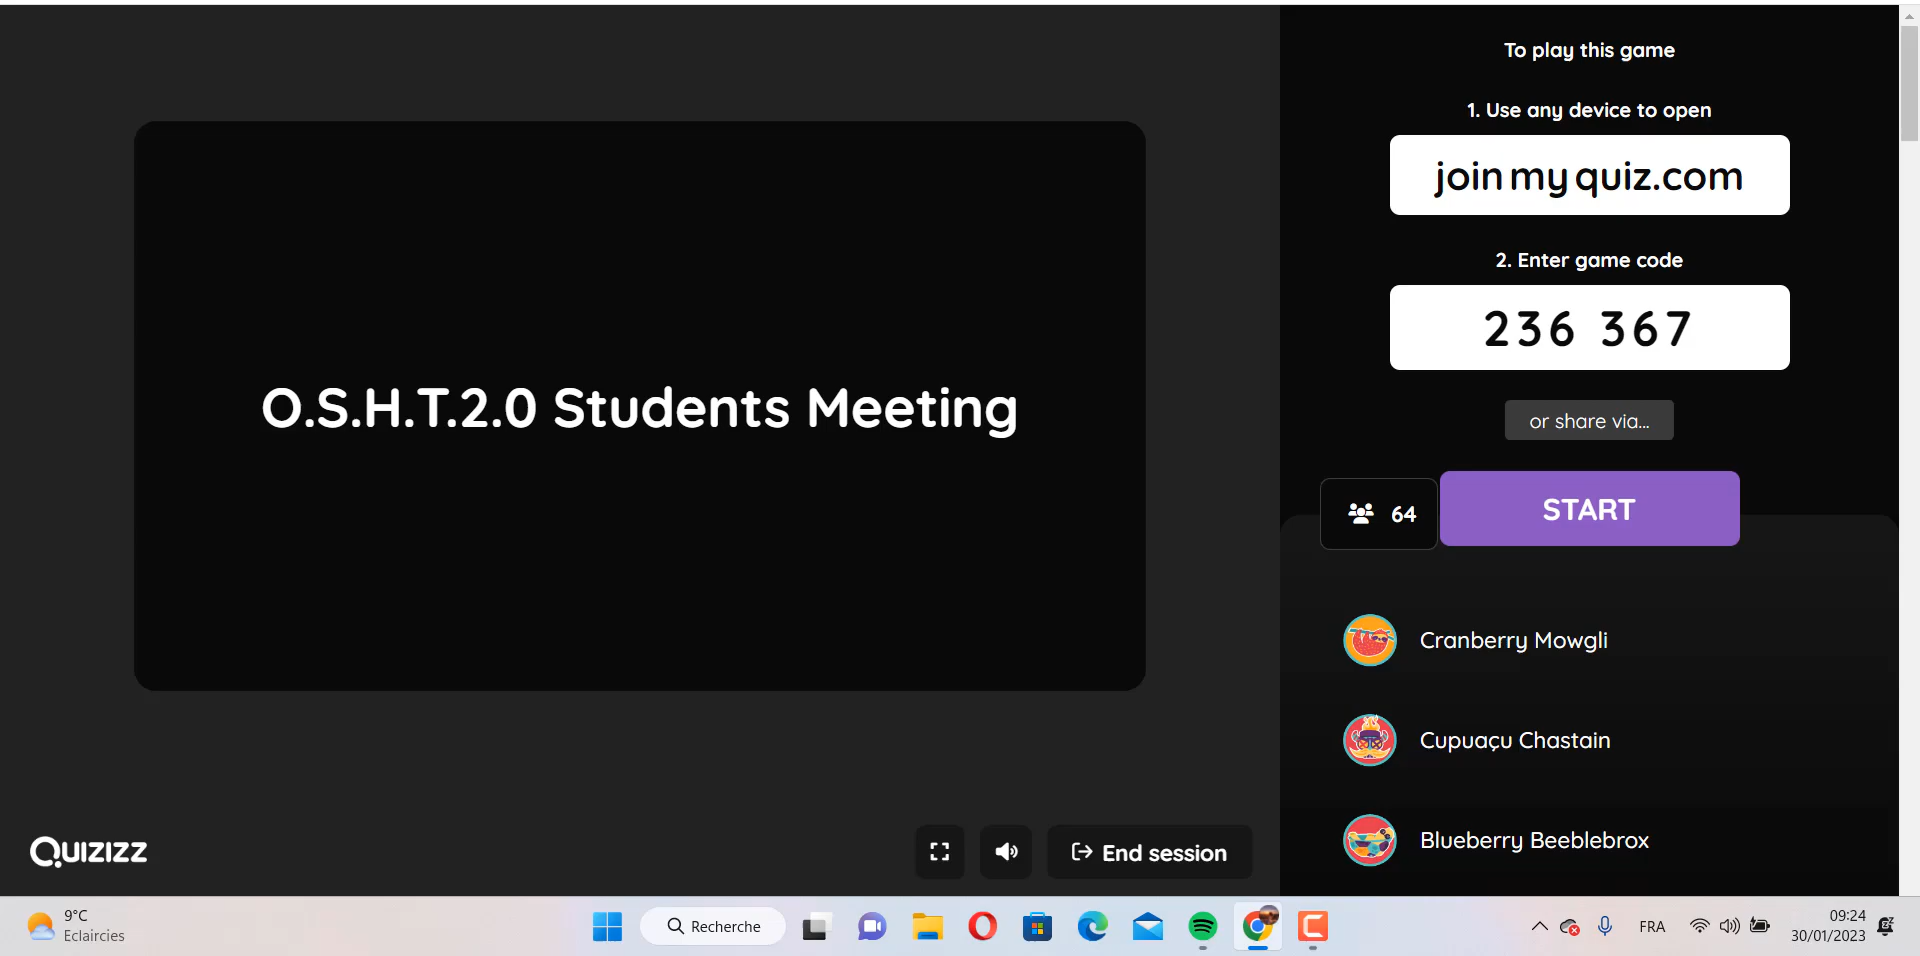 O.S.H.T.2.0 Students Meeting
QUIZIZZ
End session
To play this game
1. Use any device to open
joinmyquiz.com
2. Enter game code
236 367
or share via...
64
START
Cranberry Mowgli
Cupuaçu Chastain
Blueberry Beeblebrox
9°C
Eclaircies
Recherche
FRA
09:24
30/01/2023